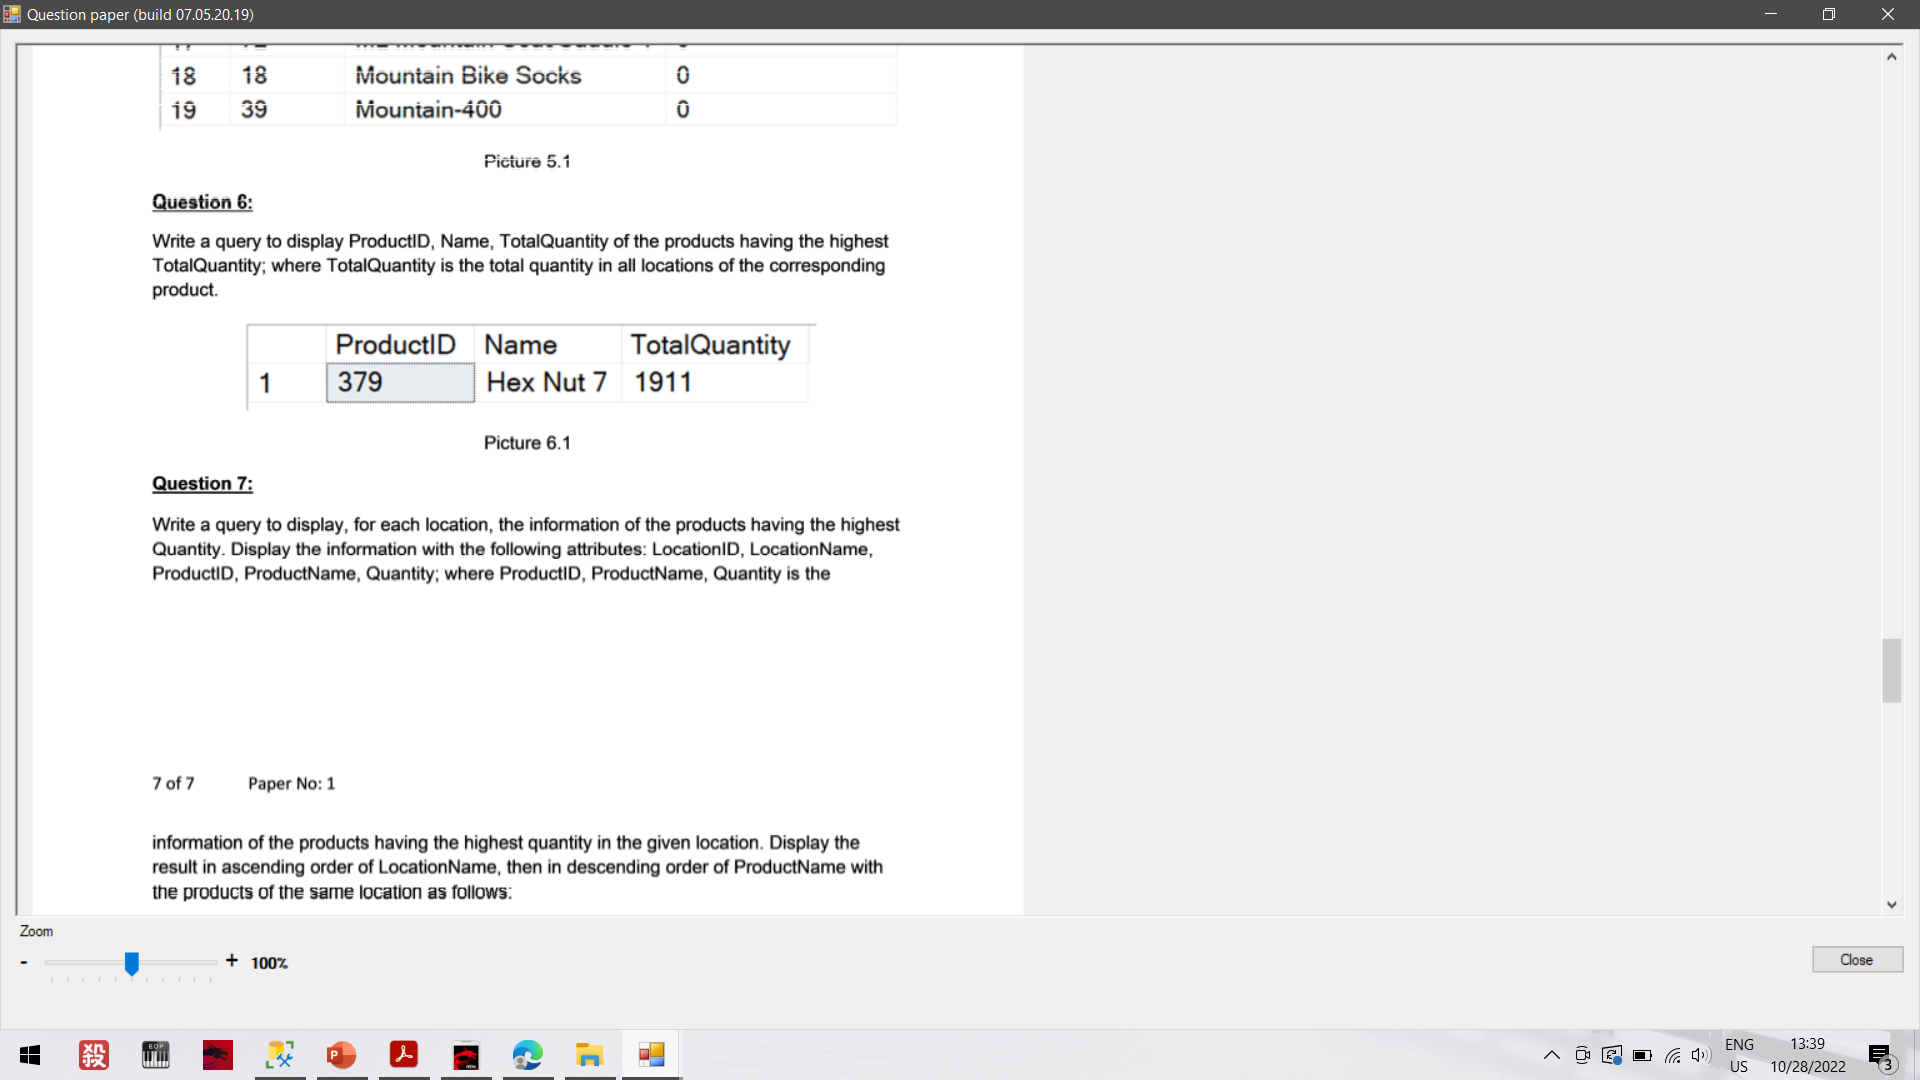 Question paper (build 07.05.20.19)
18 18 Mountain Bike Socks 0
19 39 Mountain-400 0
Picture 5.1
Question 6:
Write a query to display ProductID, Name, TotalQuantity of the products having the highest
TotalQuantity; where TotalQuantity is the total quantity in all locations of the corresponding
product.
ProductID Name TotalQuantity
1 379 Hex Nut 7 1911
Picture 6.1
Question 7:
Write a query to display, for each location, the information of the products having the highest
Quantity. Display the information with the following attributes: LocationID, LocationName,
ProductID, ProductName, Quantity; where ProductID, ProductName, Quantity is the
7 of 7 Paper No: 1
information of the products having the highest quantity in the given location. Display the
result in ascending order of LocationName, then in descending order of ProductName with
the products of the same location as follows:
Zoom
- + 100%
Close
殺
EOP
P
ENG
US
13:39
10/28/2022
3